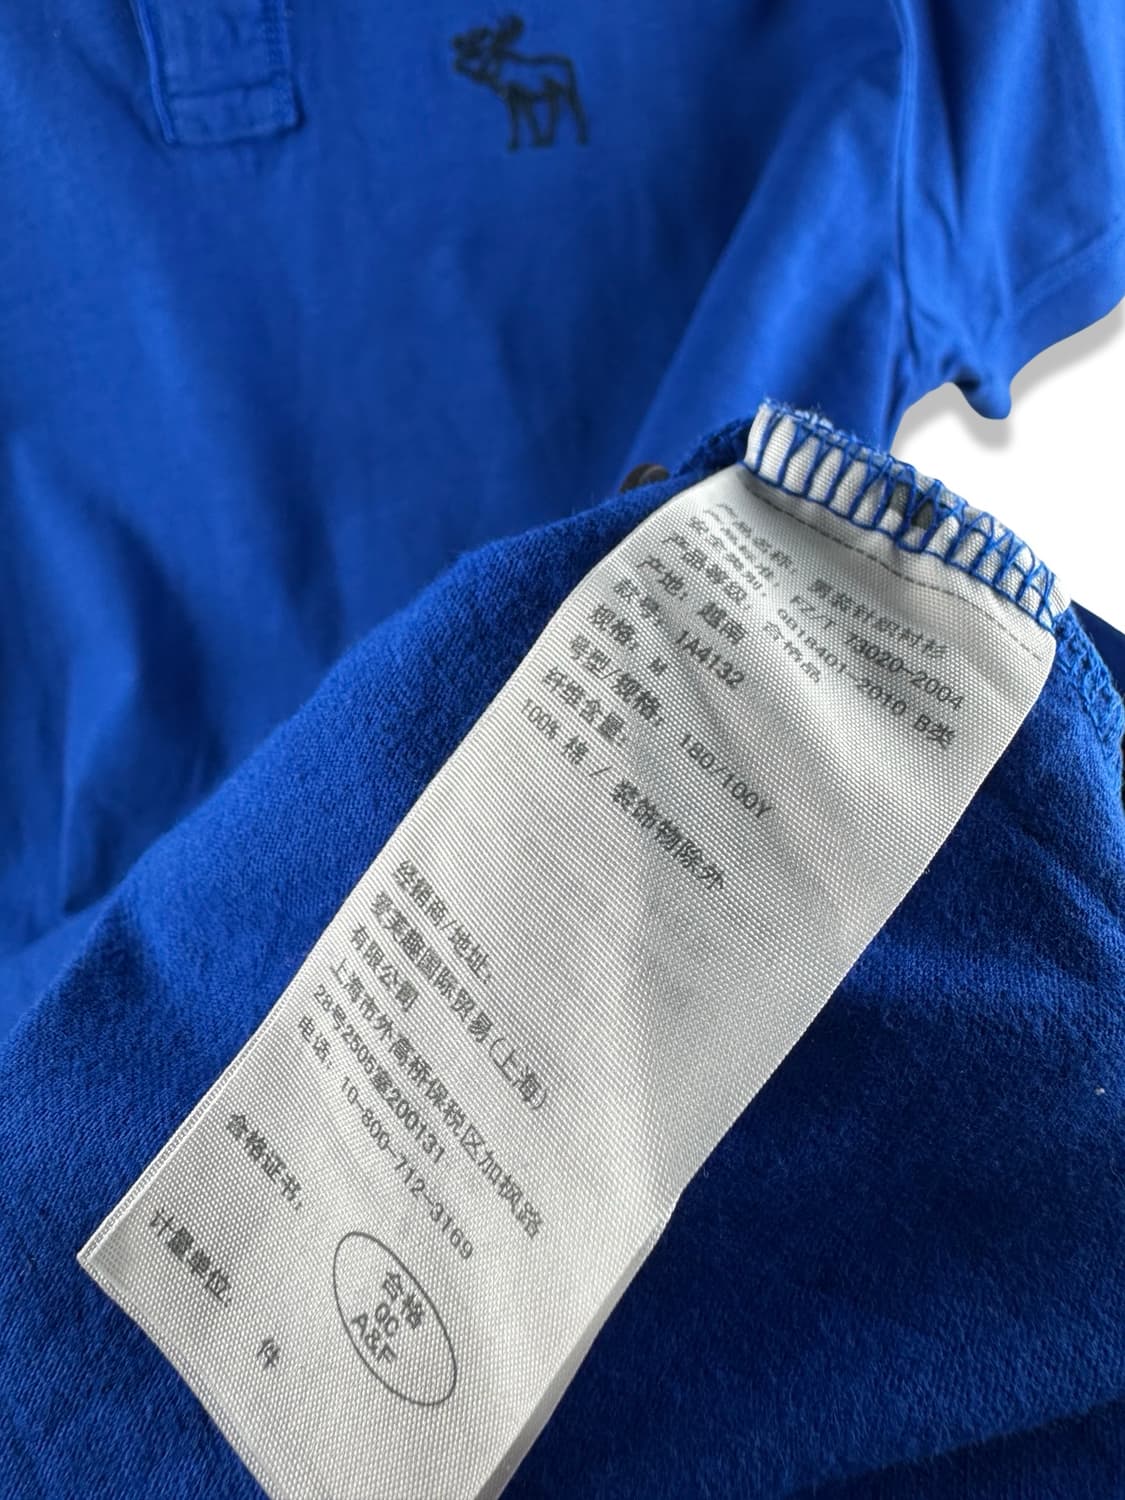 产品名称: 男装针织衬衫
产品标准: FZ/T 73020-2004
安全类别: GB18401-2010 B类
产品等级: 合格品
产地: 越南
款号: IA4132
规格: M
号型/规格: 180/100Y
纤维含量:
100% 棉 / 装饰物除外
经销商/地址:
爱芙趣国际贸易(上海)
有限公司
上海市外高桥保税区加枫路
28号2505室200131
电话: 10-800-712-3169
合格证书:
合格
QC
A&F
计量单位:
件